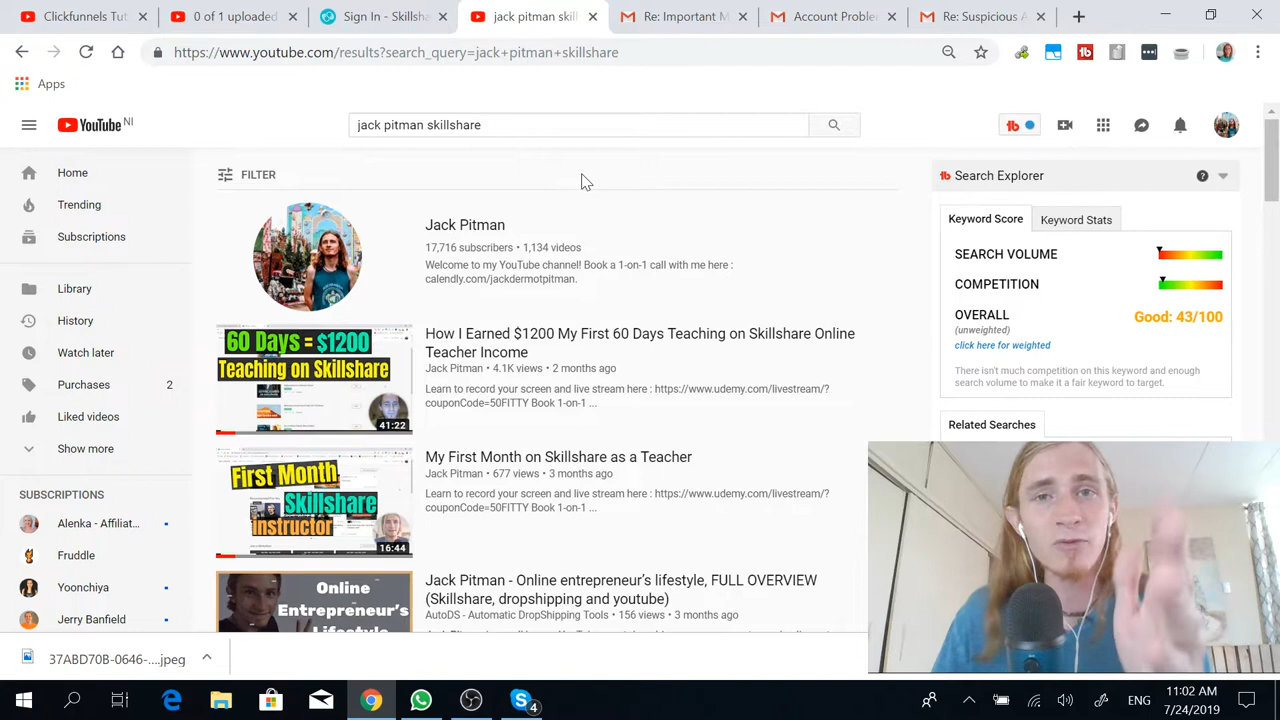 Clickfunnels Tut
0 of 1 uploaded
Sign In - Skillsha
jack pitman skil
Re: Important M
Account Proble
Re: Suspicious A
https://www.youtube.com/results?search_query=jack+pitman+skillshare
Apps
YouTube NI
jack pitman skillshare
Home
Trending
Subscriptions
Library
History
Watch later
Purchases 2
Liked videos
Show more
SUBSCRIPTIONS
Alenka - Affiliat...
Fruddle
Yoonchiya
Jerry Banfield
FILTER
Jack Pitman
17,716 subscribers • 1,134 videos
Welcome to my YouTube channel! Book a 1-on-1 call with me here :
calendly.com/jackdermotpitman.
60 Days = $1200
Teaching on Skillshare
41:22
How I Earned $1200 My First 60 Days Teaching on Skillshare Online
Teacher Income
Jack Pitman • 4.1K views • 2 months ago
Learn to record your screen and live stream here : https://www.udemy.com/livestream/?
couponCode=50FITTY Book 1-on-1 ...
First Month
Skillshare
instructor
16:44
My First Month on Skillshare as a Teacher
Jack Pitman • 677 views • 3 months ago
Learn to record your screen and live stream here : https://www.udemy.com/livestream/?
couponCode=50FITTY Book 1-on-1 ...
Online
Entrepreneur's
Jack Pitman - Online entrepreneur's lifestyle, FULL OVERVIEW
(Skillshare, dropshipping and youtube)
AutoDS - Automatic DropShipping Tools • 156 views • 3 months ago
Search Explorer
Keyword Score
Keyword Stats
SEARCH VOLUME
COMPETITION
OVERALL
(unweighted)
Good: 43/100
click here for weighted
There isn't much competition on this keyword and enough
search volume to make it a fair keyword to target.
Related Searches
37ABD70B-0646-....jpeg
4
ENG
11:02 AM
7/24/2019